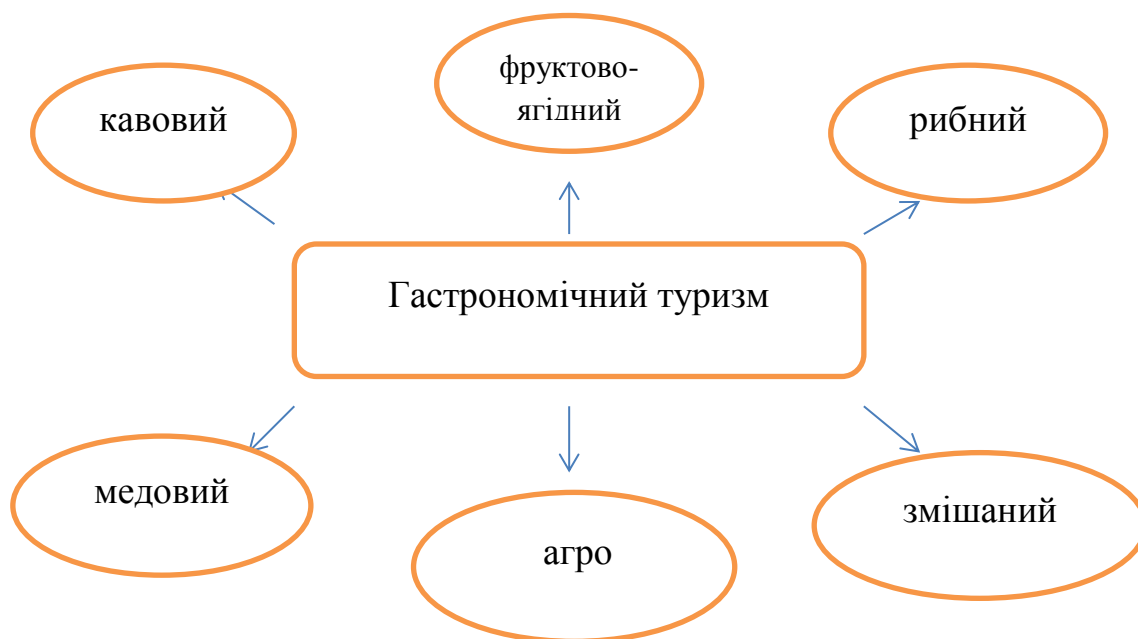 кавовий
фруктово-
ягідний
рибний
Гастрономічний туризм
медовий
агро
змішаний